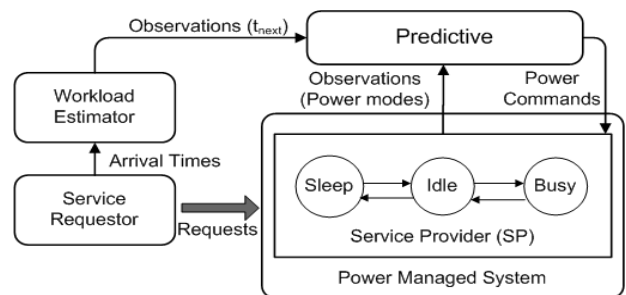 Observations (tnext)
Predictive
Workload
Estimator
Observations
(Power modes)
Power
Commands
Arrival Times
Service
Requestor
Requests
Sleep
Idle
Busy
Service Provider (SP)
Power Managed System